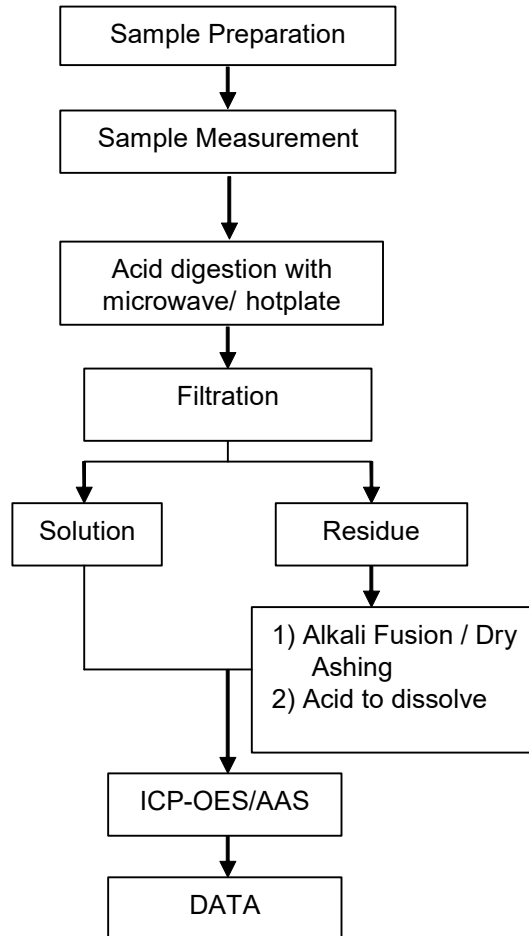 Sample Preparation
Sample Measurement
Acid digestion with
microwave/ hotplate
Filtration
Solution
Residue
1) Alkali Fusion / Dry
Ashing
2) Acid to dissolve
ICP-OES/AAS
DATA